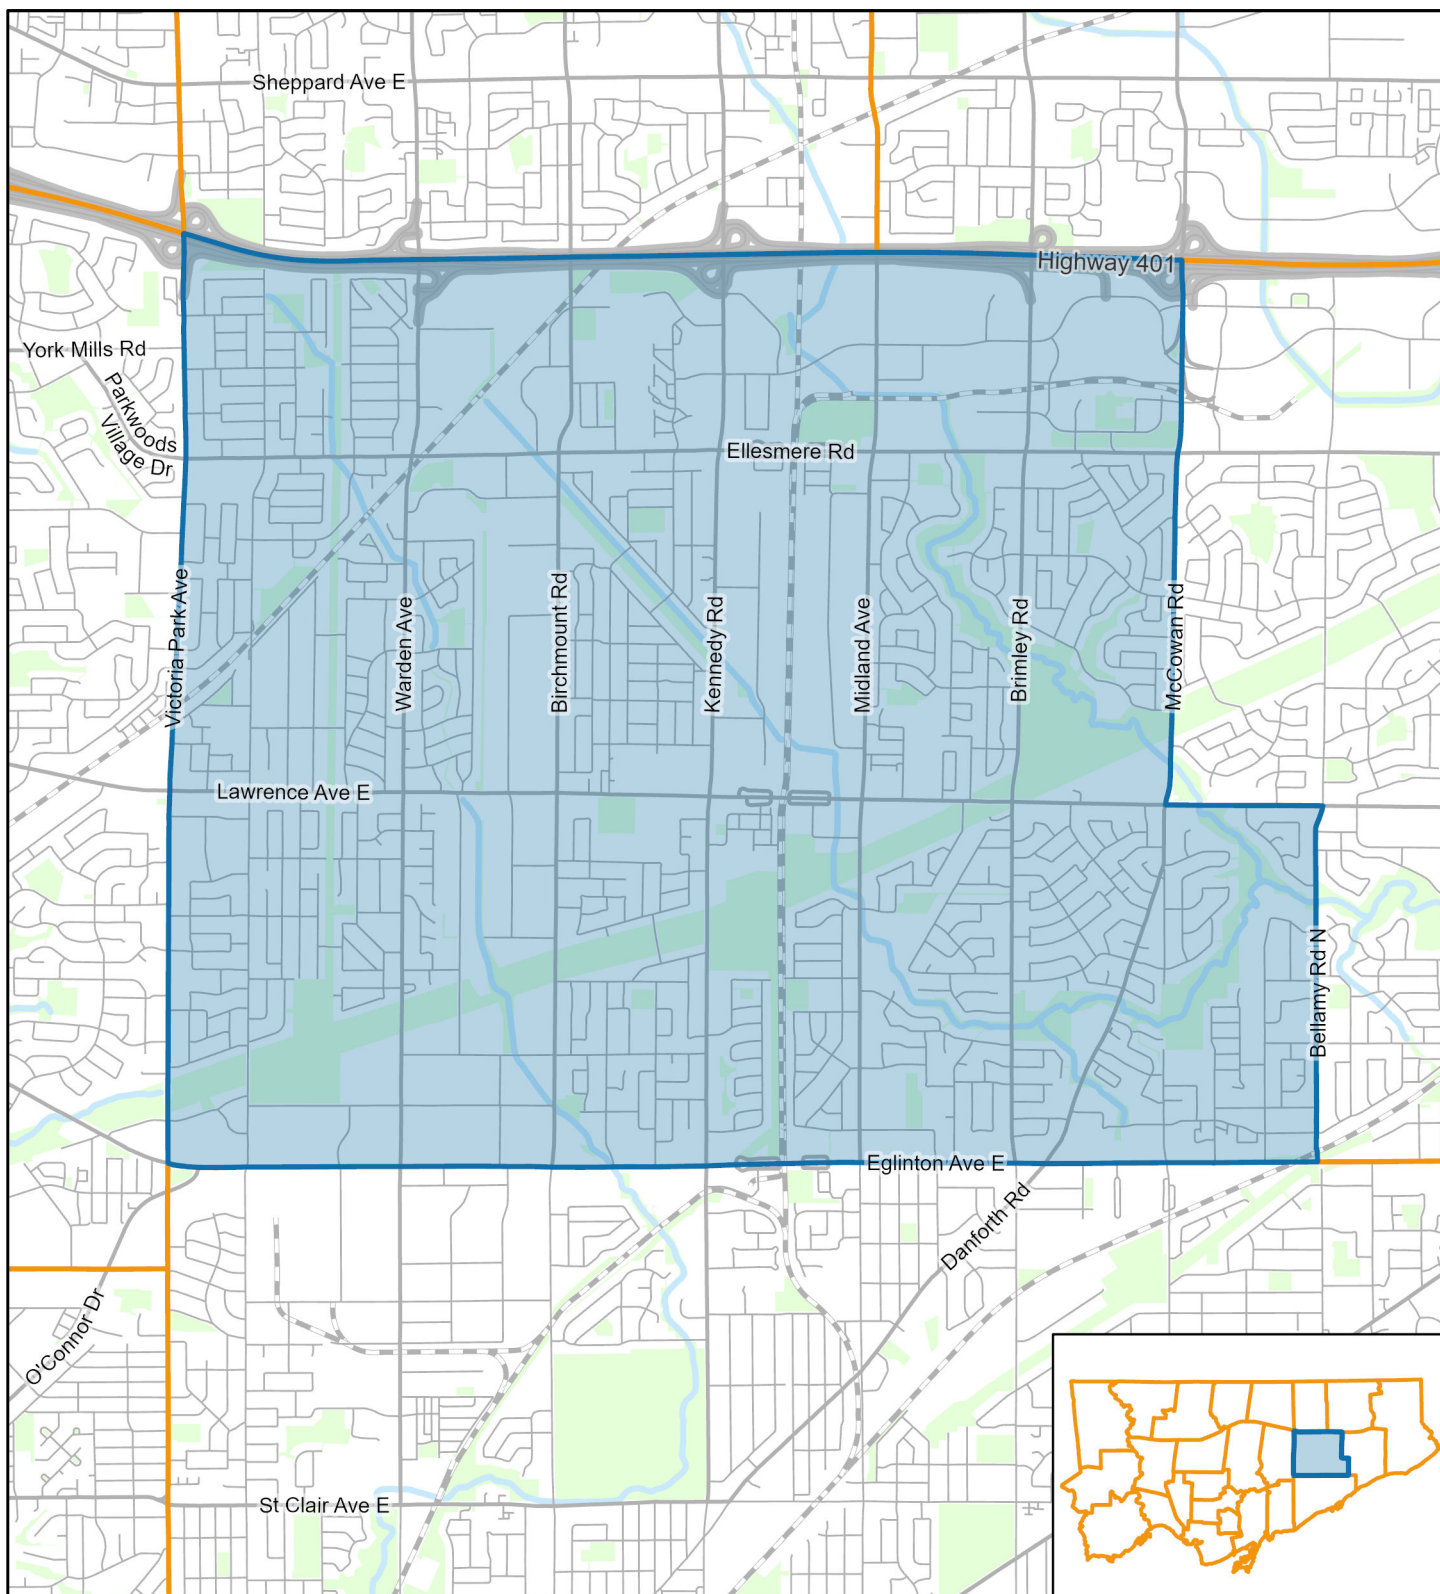 Sheppard Ave E
Highway 401
York Mills Rd
Parkwoods
Village Dr
Ellesmere Rd
Victoria Park Ave
Warden Ave
Birchmount Rd
Kennedy Rd
Midland Ave
Brimley Rd
McCowan Rd
Lawrence Ave E
Bellamy Rd N
Eglinton Ave E
Danforth Rd
O'Connor Dr
St Clair Ave E